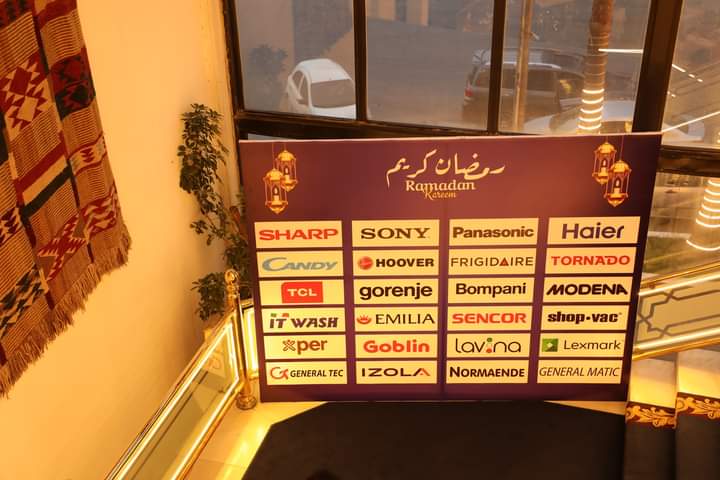 رمضان كريم
Ramadan
Kareem
SHARP SONY Panasonic Haier
CANDY HOOVER FRIGIDAIRE TORNADO
TCL gorenje Bompani MODENA
IT WASH EMILIA SENCOR shop·vac®
xper Goblin lavina Lexmark
GENERAL TEC IZOLA NORMAENDE GENERAL MATIC